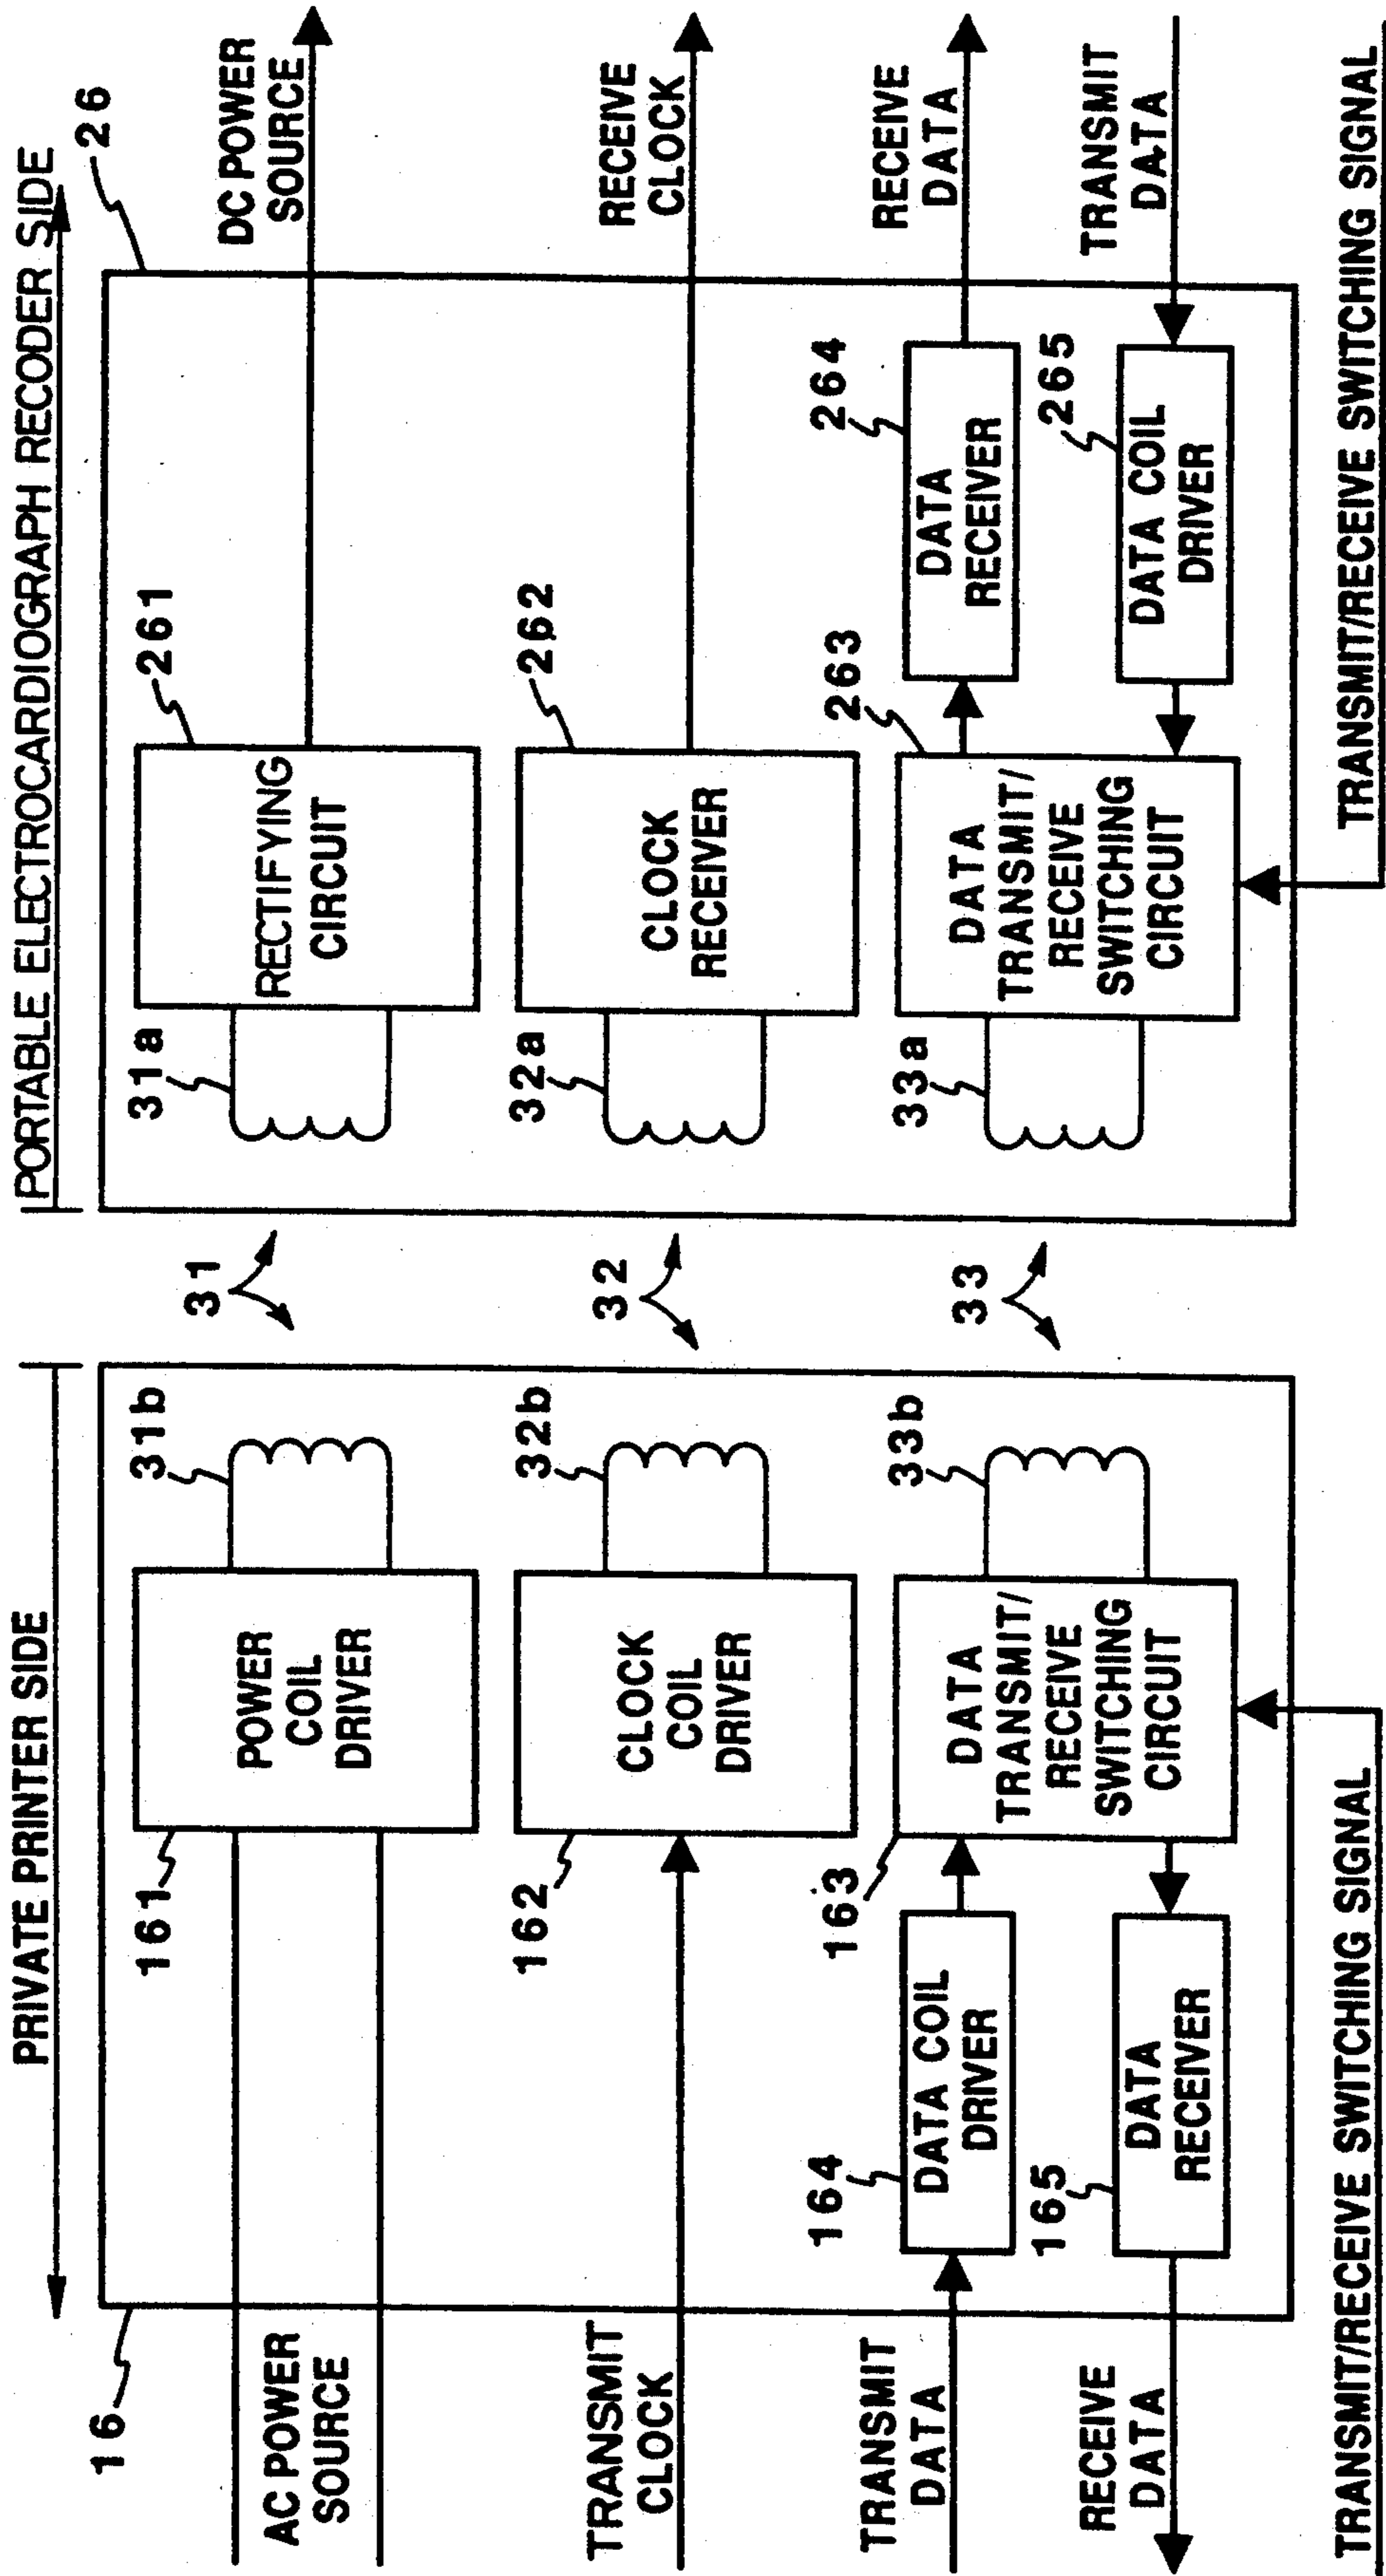 PRIVATE PRINTER SIDE
PORTABLE ELECTROCARDIOGRAPH RECODER SIDE
16
26
AC POWER
SOURCE
161
POWER
COIL
DRIVER
31b
31
31a
RECTIFYING
CIRCUIT
261
DC POWER
SOURCE
TRANSMIT
CLOCK
162
CLOCK
COIL
DRIVER
32b
32
32a
CLOCK
RECEIVER
262
RECEIVE
CLOCK
TRANSMIT
DATA
164
DATA COIL
DRIVER
163
DATA
TRANSMIT/
RECEIVE
SWITCHING
CIRCUIT
33b
33
33a
DATA
TRANSMIT/
RECEIVE
SWITCHING
CIRCUIT
263
DATA
RECEIVER
264
RECEIVE
DATA
RECEIVE
DATA
165
DATA
RECEIVER
DATA COIL
DRIVER
265
TRANSMIT
DATA
TRANSMIT/RECEIVE SWITCHING SIGNAL
TRANSMIT/RECEIVE SWITCHING SIGNAL